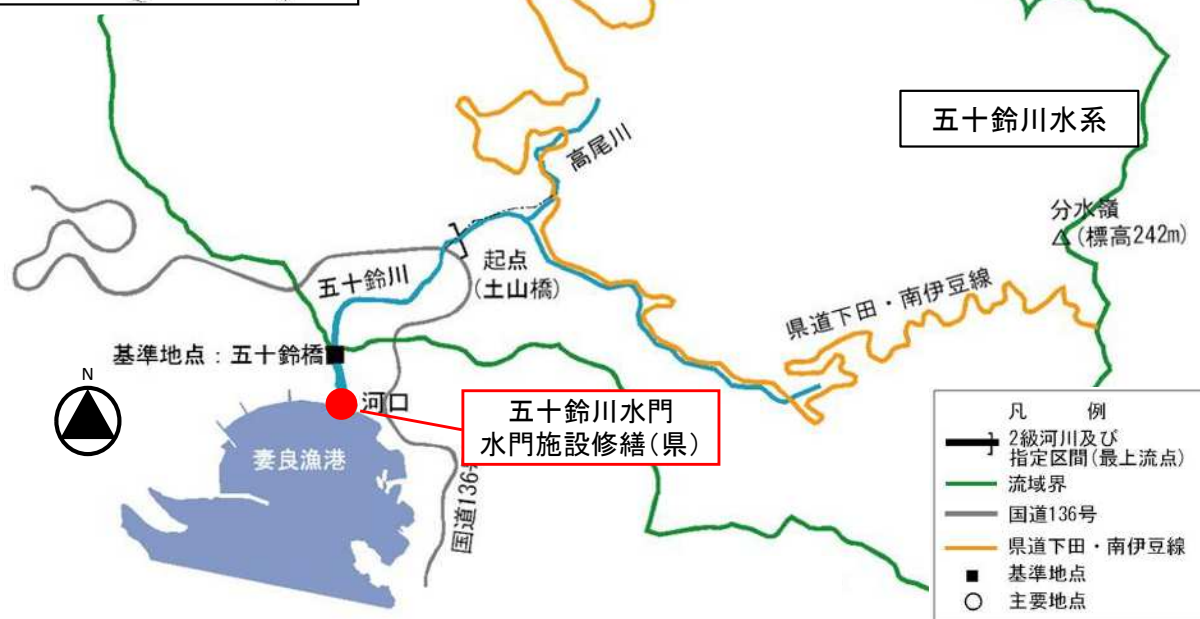 五十鈴川水系
高尾川
分水嶺
△(標高242m)
起点
(土山橋)
五十鈴川
県道下田・南伊豆線
基準地点：五十鈴橋
N
河口
五十鈴川水門
水門施設修繕(県)
妻良漁港
国道136号
凡 例
2級河川及び
指定区間(最上流点)
流域界
国道136号
県道下田・南伊豆線
基準地点
主要地点